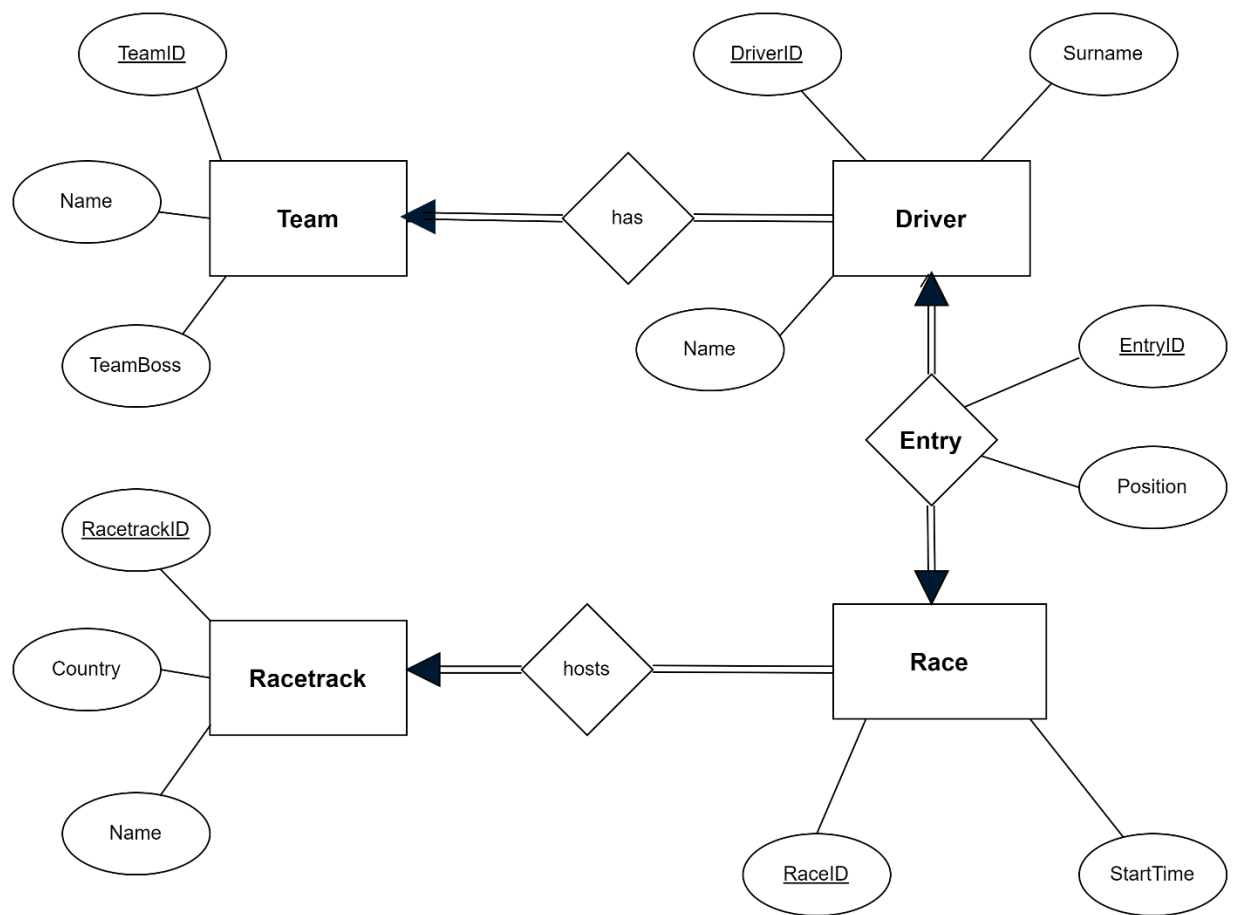 TeamID
DriverID
Surname
Name
Team
has
Driver
TeamBoss
Name
EntryID
Entry
Position
RacetrackID
Country
Racetrack
hosts
Race
Name
RaceID
StartTime